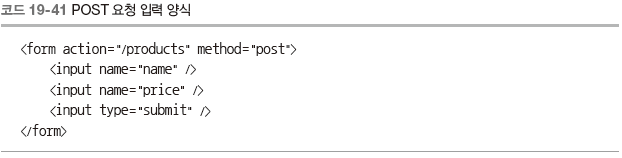 코드 19-41 POST 요청 입력 양식
<form action="/products" method="post">
    <input name="name" />
    <input name="price" />
    <input type="submit" />
</form>